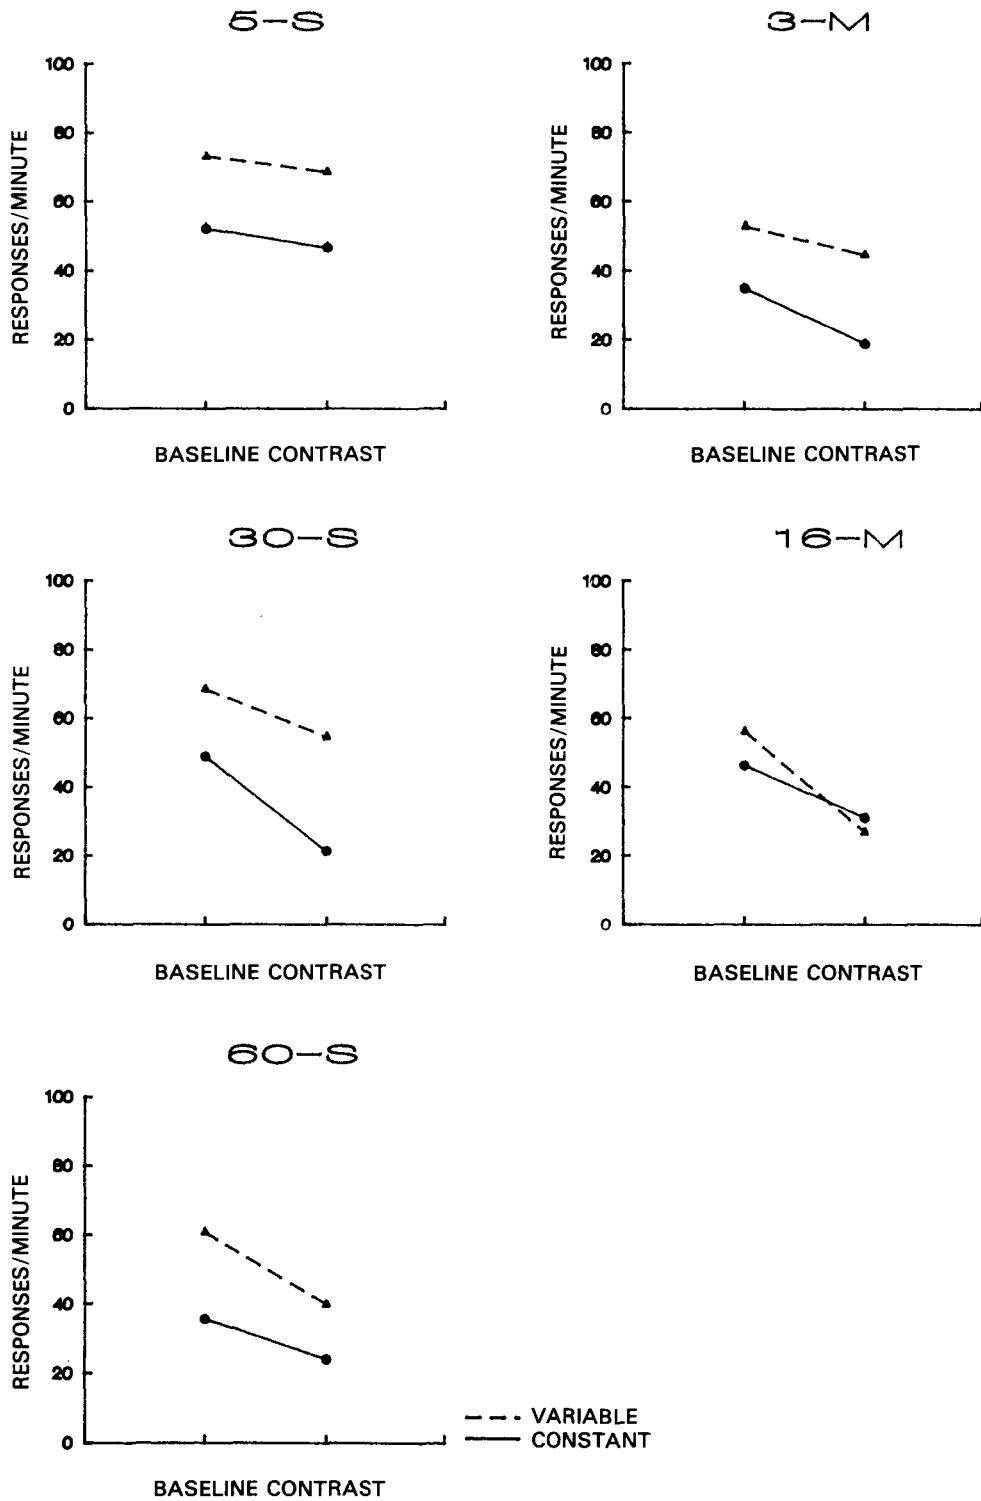 5-S
100
80
60
40
20
0
RESPONSES/MINUTE
BASELINE CONTRAST
3-M
100
80
60
40
20
0
RESPONSES/MINUTE
BASELINE CONTRAST
30-S
100
80
60
40
20
0
RESPONSES/MINUTE
BASELINE CONTRAST
16-M
100
80
60
40
20
0
RESPONSES/MINUTE
BASELINE CONTRAST
60-S
100
80
60
40
20
0
RESPONSES/MINUTE
BASELINE CONTRAST
VARIABLE
CONSTANT